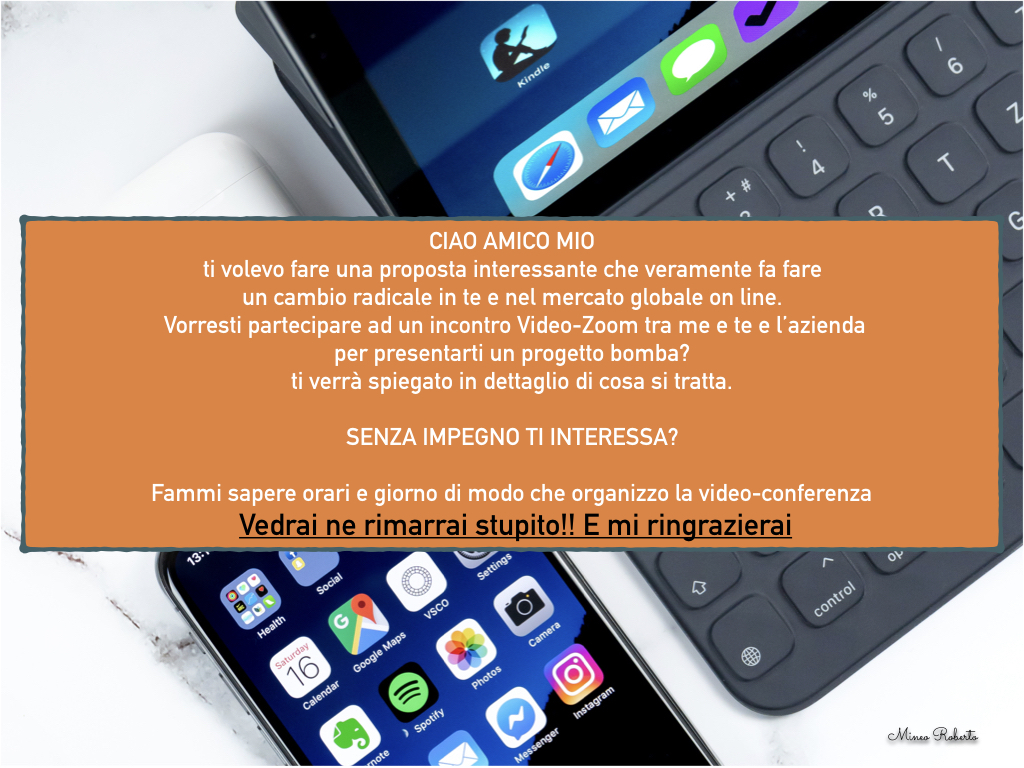 Kindle
/
6
%
5
!
4
+ #
T
Z
G
CIAO AMICO MIO
ti volevo fare una proposta interessante che veramente fa fare
un cambio radicale in te e nel mercato globale on line.
Vorresti partecipare ad un incontro Video-Zoom tra me e te e l’azienda
per presentarti un progetto bomba?
ti verrà spiegato in dettaglio di cosa si tratta.
SENZA IMPEGNO TI INTERESSA?
Fammi sapere orari e giorno di modo che organizzo la video-conferenza
Vedrai ne rimarrai stupito!! E mi ringrazierai
Social
Settings
Health
Google Maps
VSCO
Camera
Saturday
16
Calendar
Spotify
Photos
Instagram
Messenger
control
Mineo Roberto